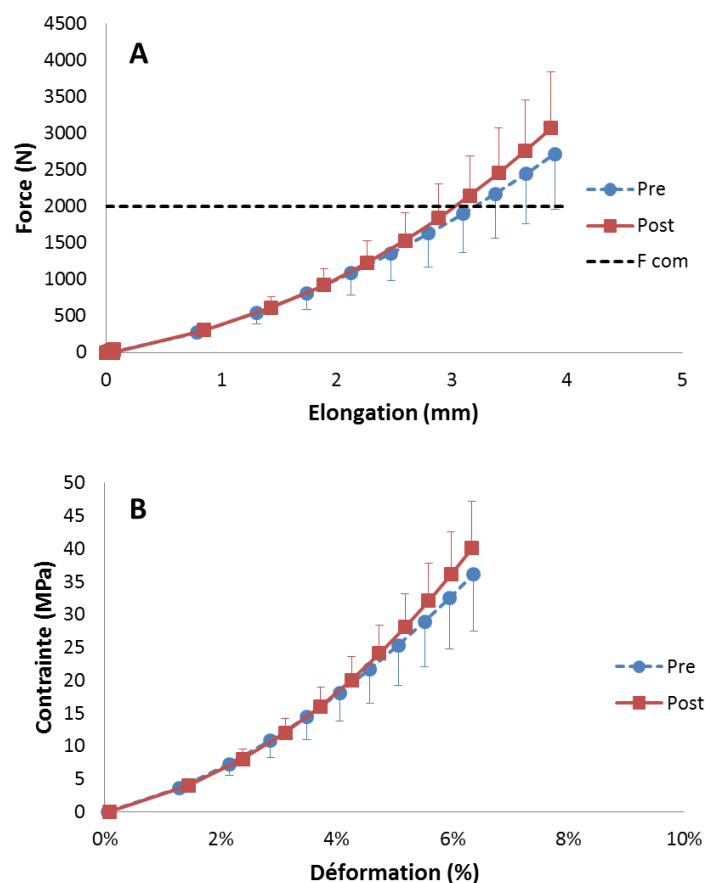 A
4500
4000
3500
3000
2500
2000
1500
1000
500
0
Force (N)
0 1 2 3 4 5
Elongation (mm)
Pre
Post
F com
B
50
45
40
35
30
25
20
15
10
5
0
Contrainte (MPa)
0% 2% 4% 6% 8% 10%
Déformation (%)
Pre
Post